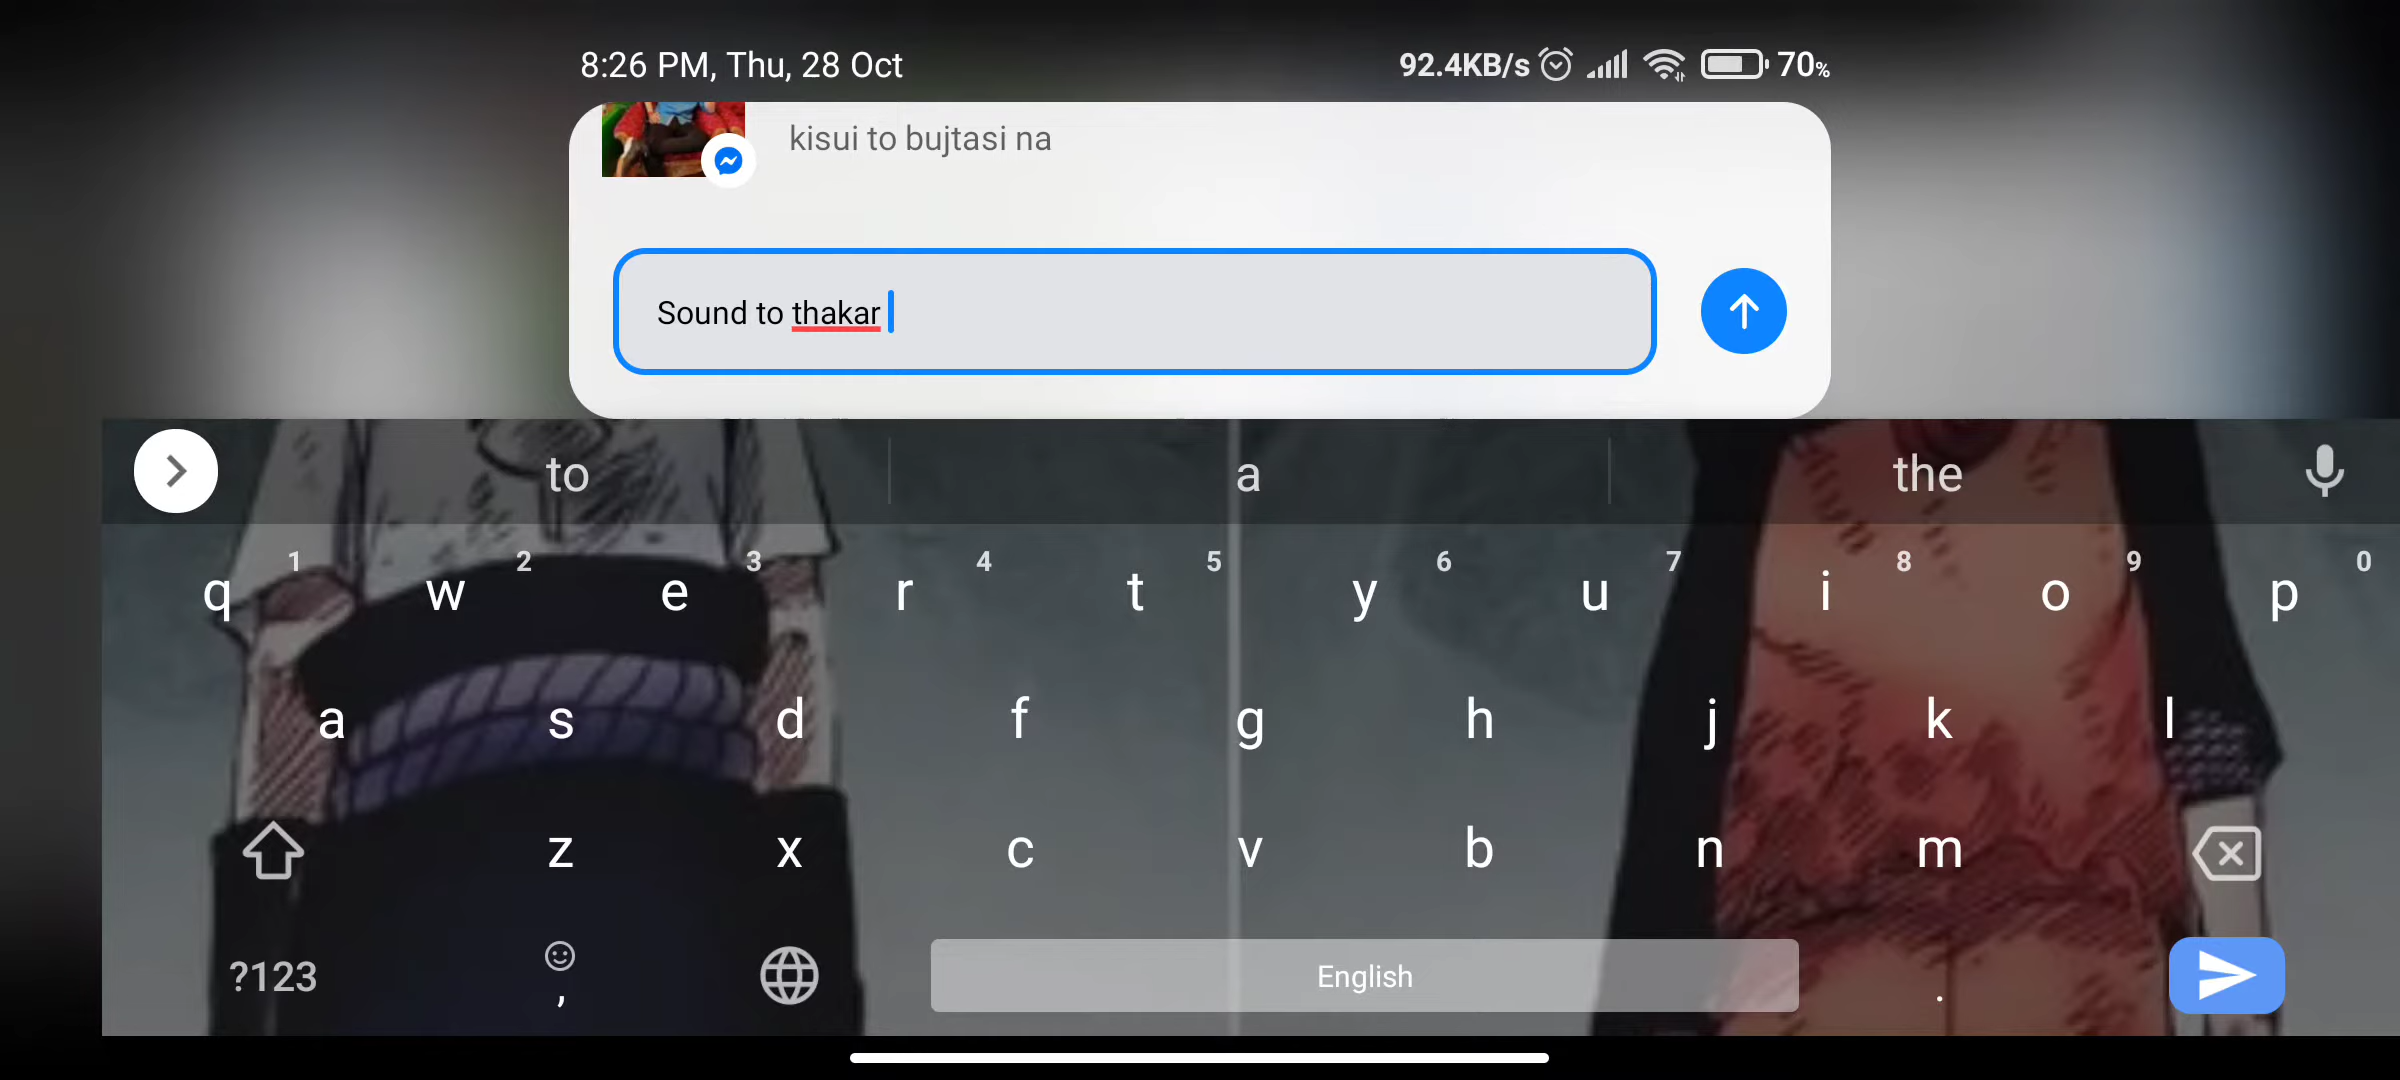 8:26 PM, Thu, 28 Oct 92.4KB/s 70%
kisui to bujtasi na
Sound to thakar
to a the
1 2 3 4 5 6 7 8 9 0
q w e r t y u i o p
a s d f g h j k l
z x c v b n m
?123 , English .